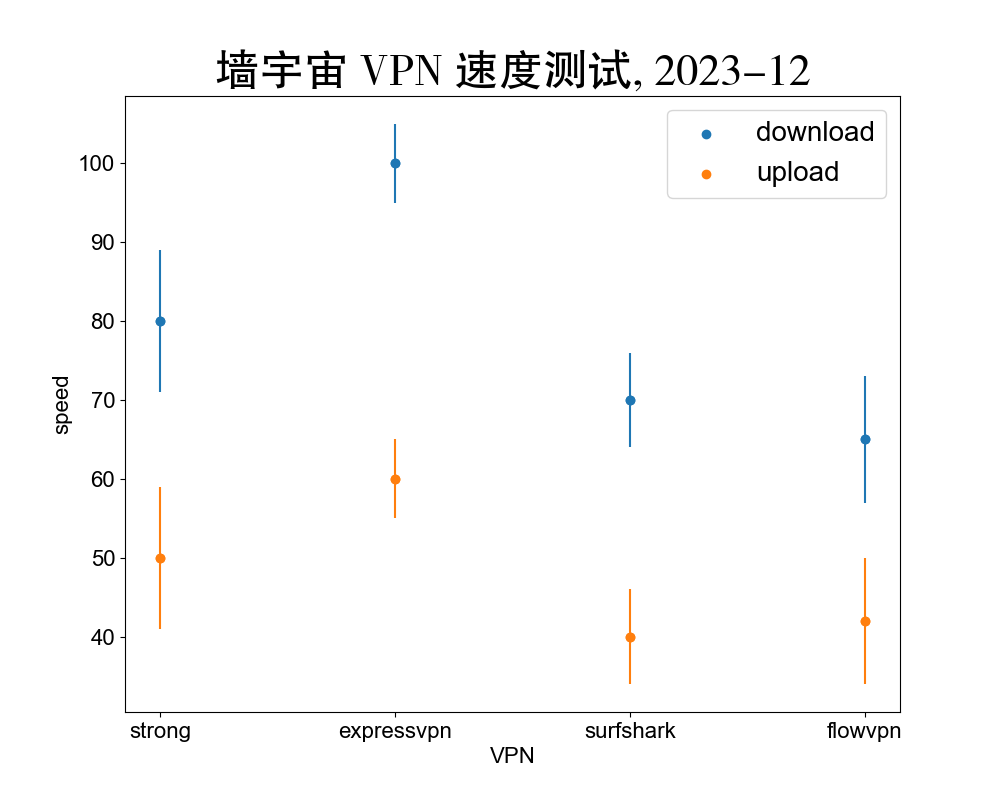 墙宇宙 VPN 速度测试, 2023-12
download
upload
100
90
80
70
60
50
40
speed
strong expressvpn surfshark flowvpn
VPN